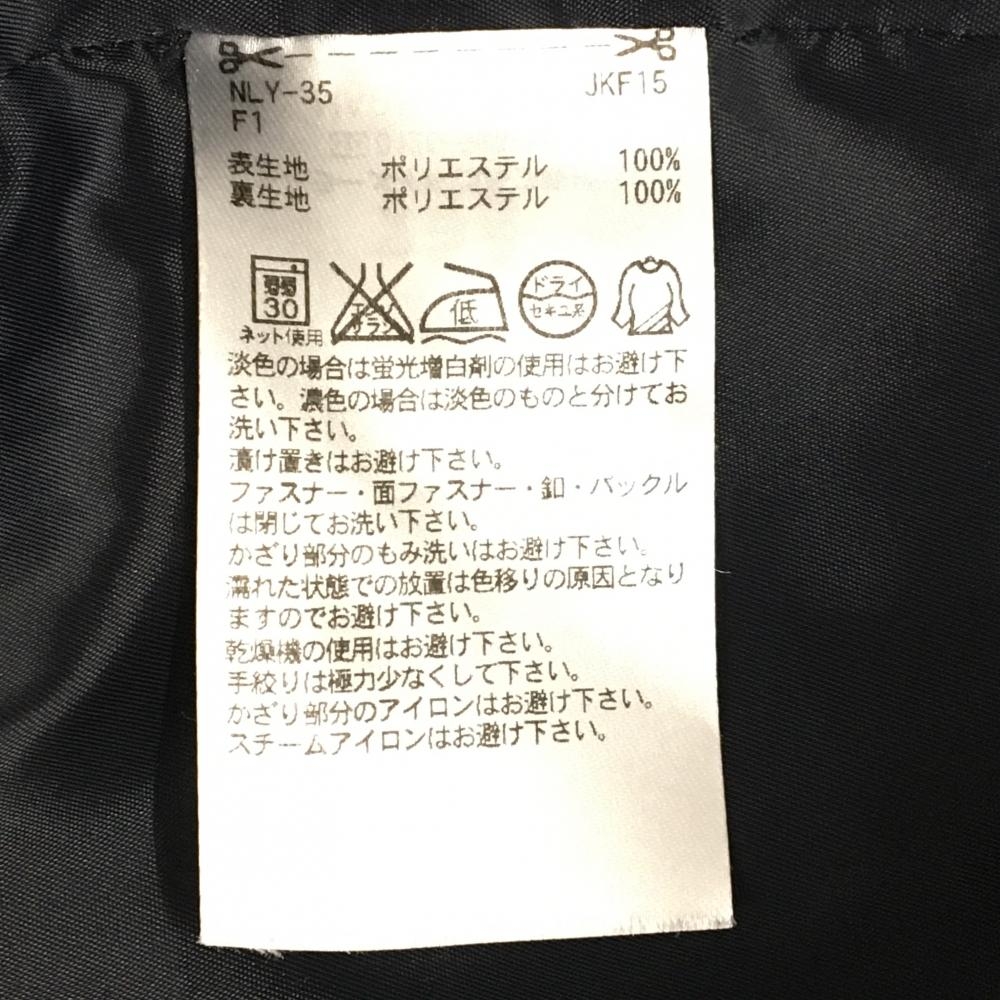 NLY-35 JKF15
F1
表生地 ポリエステル 100%
裏生地 ポリエステル 100%
弱
30
ネット使用
エンソ
サラシ
低
ドライ
セキユ系
淡色の場合は蛍光増白剤の使用はお避け下
さい。濃色の場合は淡色のものと分けてお
洗い下さい。
漬け置きはお避け下さい。
ファスナー・面ファスナー・釦・バックル
は閉じてお洗い下さい。
かざり部分のもみ洗いはお避け下さい。
濡れた状態での放置は色移りの原因となり
ますのでお避け下さい。
乾燥機の使用はお避け下さい。
手絞りは極力少なくして下さい。
かざり部分のアイロンはお避け下さい。
スチームアイロンはお避け下さい。